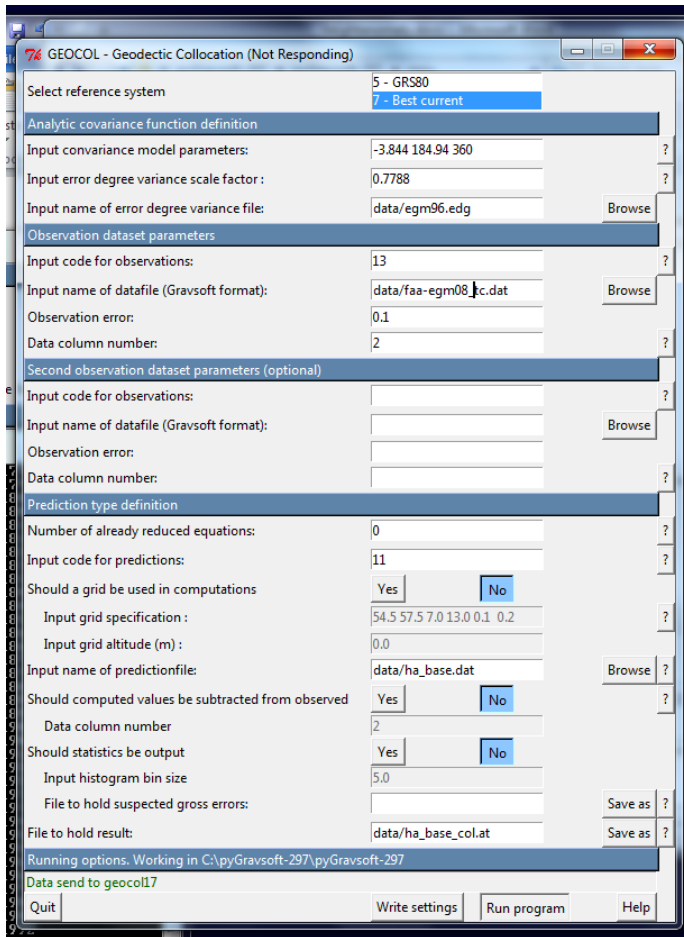 GEOCOL - Geodectic Collocation (Not Responding)
Select reference system
5 - GRS80
7 - Best current
Analytic covariance function definition
Input convariance model parameters: -3.844 184.94 360 ?
Input error degree variance scale factor : 0.7788 ?
Input name of error degree variance file: data/egm96.edg Browse
Observation dataset parameters
Input code for observations: 13 ?
Input name of datafile (Gravsoft format): data/faa-egm08_tc.dat Browse
Observation error: 0.1
Data column number: 2 ?
Second observation dataset parameters (optional)
Input code for observations: ?
Input name of datafile (Gravsoft format): Browse
Observation error:
Data column number: ?
Prediction type definition
Number of already reduced equations: 0 ?
Input code for predictions: 11 ?
Should a grid be used in computations Yes No
Input grid specification : 54.5 57.5 7.0 13.0 0.1 0.2 ?
Input grid altitude (m) : 0.0
Input name of predictionfile: data/ha_base.dat Browse ?
Should computed values be subtracted from observed Yes No ?
Data column number 2
Should statistics be output Yes No
Input histogram bin size 5.0
File to hold suspected gross errors: Save as ?
File to hold result: data/ha_base_col.at Save as ?
Running options. Working in C:\pyGravsoft-297\pyGravsoft-297
Data send to geocol17
Quit Write settings Run program Help